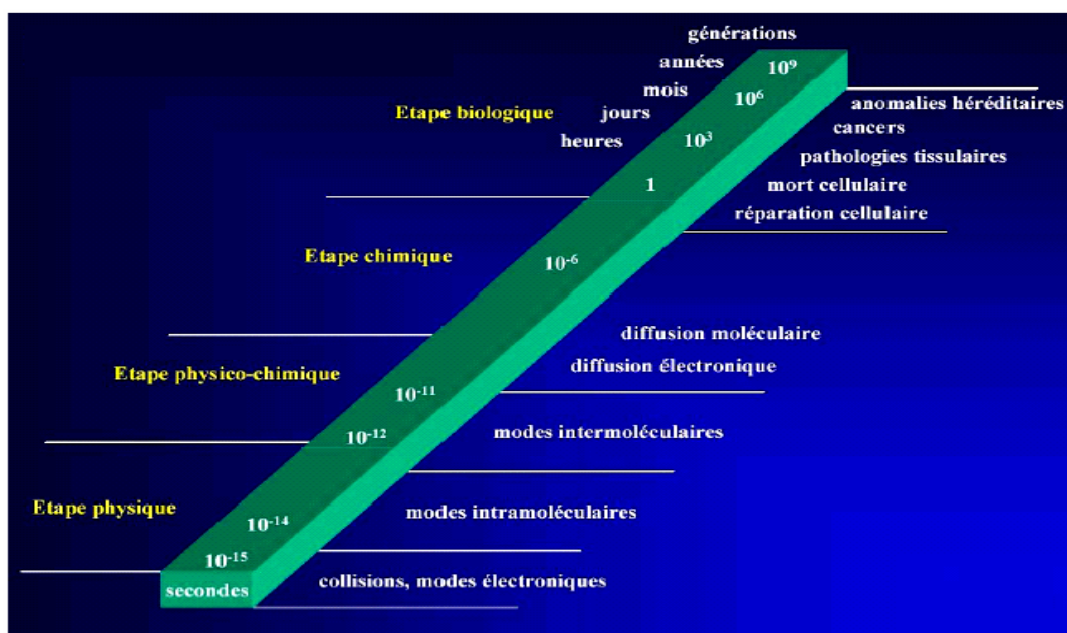 générations
années
10⁹
mois
10⁶
anomalies héréditaires
Etape biologique
jours
cancers
heures
10³
pathologies tissulaires
1
mort cellulaire
réparation cellulaire
Etape chimique
10⁻⁶
diffusion moléculaire
Etape physico-chimique
diffusion électronique
10⁻¹¹
10⁻¹²
modes intermoléculaires
Etape physique
modes intramoléculaires
10⁻¹⁴
10⁻¹⁵
collisions, modes électroniques
secondes